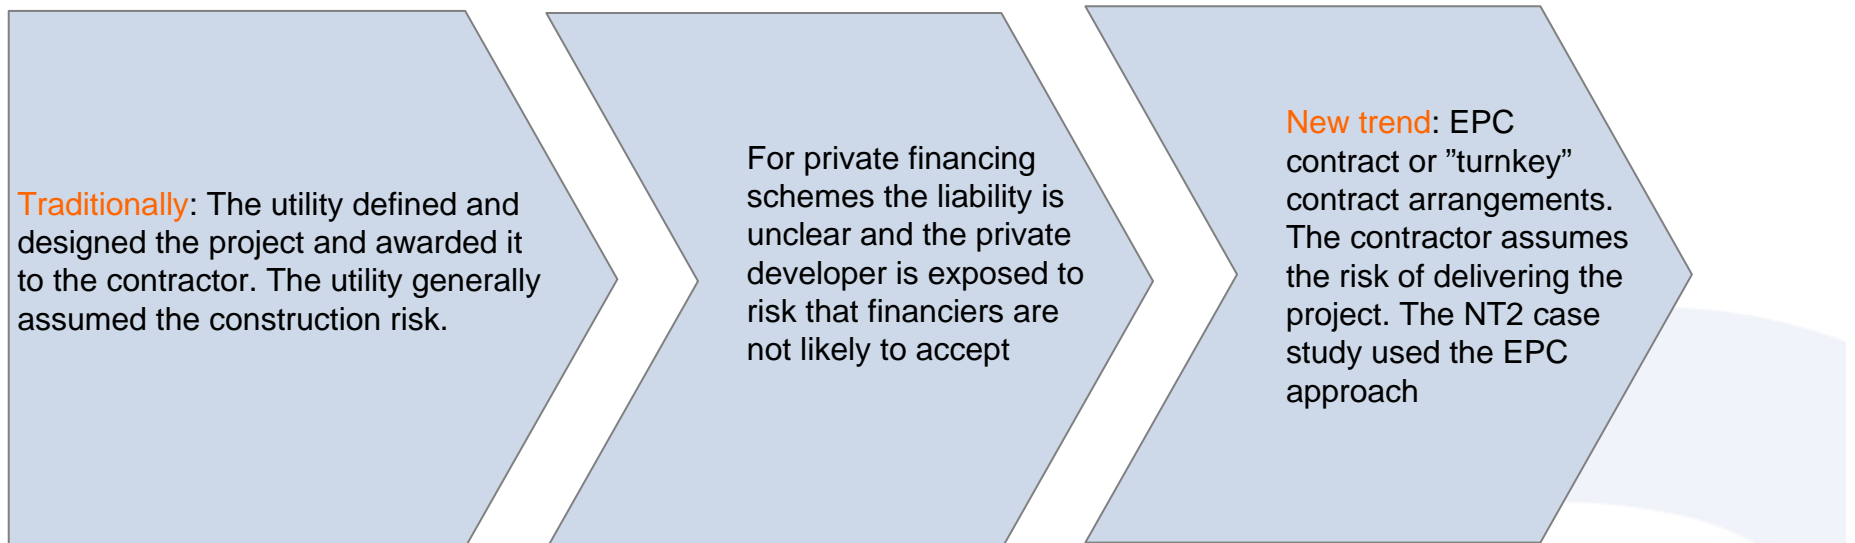 Traditionally: The utility defined and
designed the project and awarded it
to the contractor. The utility generally
assumed the construction risk.
For private financing
schemes the liability is
unclear and the private
developer is exposed to
risk that financiers are
not likely to accept
New trend: EPC
contract or ”turnkey”
contract arrangements.
The contractor assumes
the risk of delivering the
project. The NT2 case
study used the EPC
approach